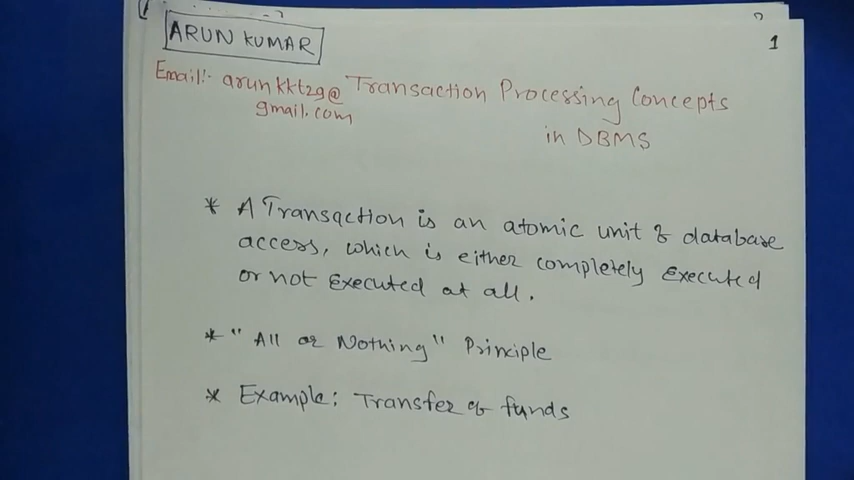 ARUN KUMAR
1
Email:- arunkktzg@
gmail.com
Transaction Processing Concepts
in DBMS
* A Transaction is an atomic unit of database
access, which is either completely executed
or not executed at all.
* "All or Nothing" Principle
* Example: Transfer of funds